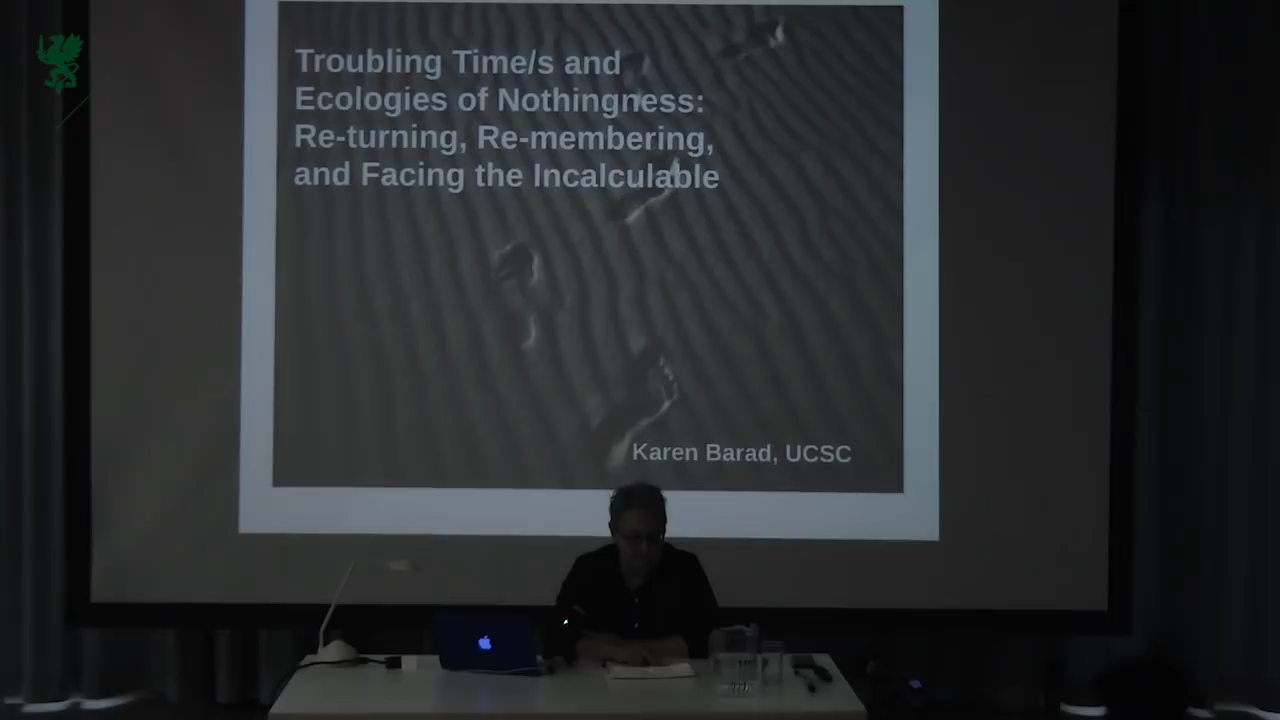 Troubling Time/s and
Ecologies of Nothingness:
Re-turning, Re-membering,
and Facing the Incalculable
Karen Barad, UCSC